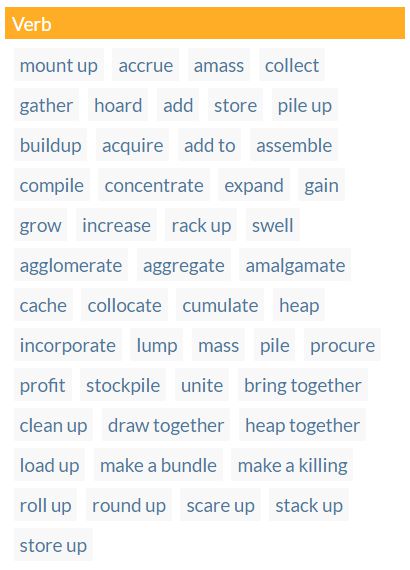 Verb
mount up accrue amass collect
gather hoard add store pile up
buildup acquire add to assemble
compile concentrate expand gain
grow increase rack up swell
agglomerate aggregate amalgamate
cache collocate cumulate heap
incorporate lump mass pile procure
profit stockpile unite bring together
clean up draw together heap together
load up make a bundle make a killing
roll up round up scare up stack up
store up